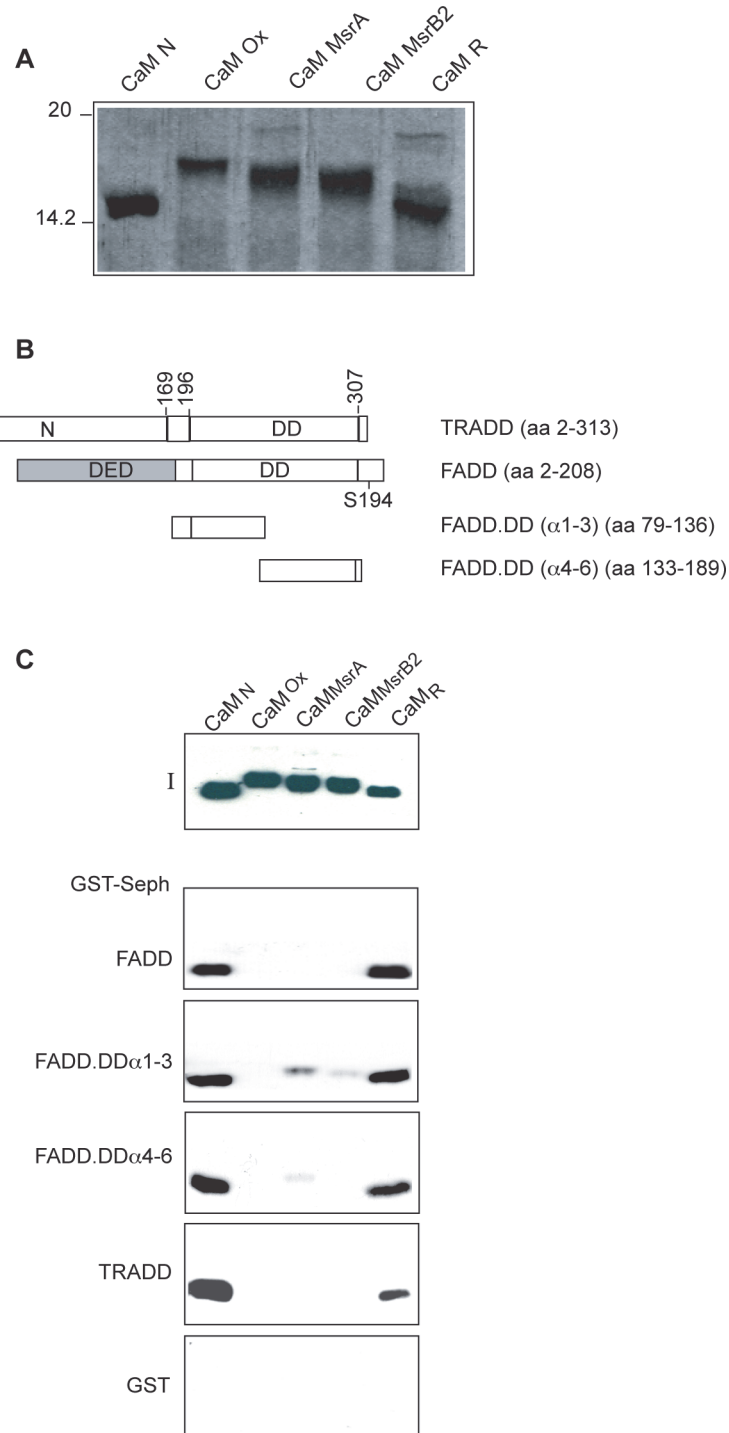 A
CaM N
CaM Ox
CaM MsrA
CaM MsrB2
CaM R
20
14.2
B
169
196
307
N
DD
TRADD (aa 2-313)
DED
DD
FADD (aa 2-208)
S194
FADD.DD (α1-3) (aa 79-136)
FADD.DD (α4-6) (aa 133-189)
C
CaM N
CaM Ox
CaMMsrA
CaMMsrB2
CaMR
I
GST-Seph
FADD
FADD.DDα1-3
FADD.DDα4-6
TRADD
GST